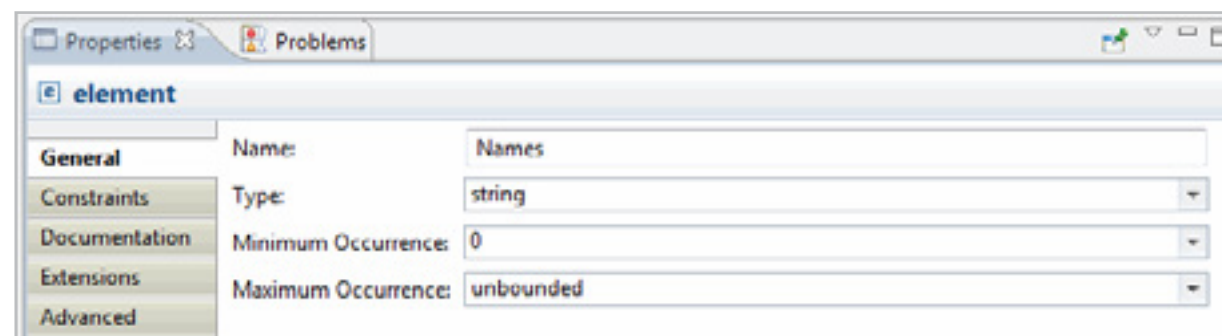 Properties Problems
element
General
Constraints
Documentation
Extensions
Advanced
Name: Names
Type: string
Minimum Occurrence: 0
Maximum Occurrence: unbounded